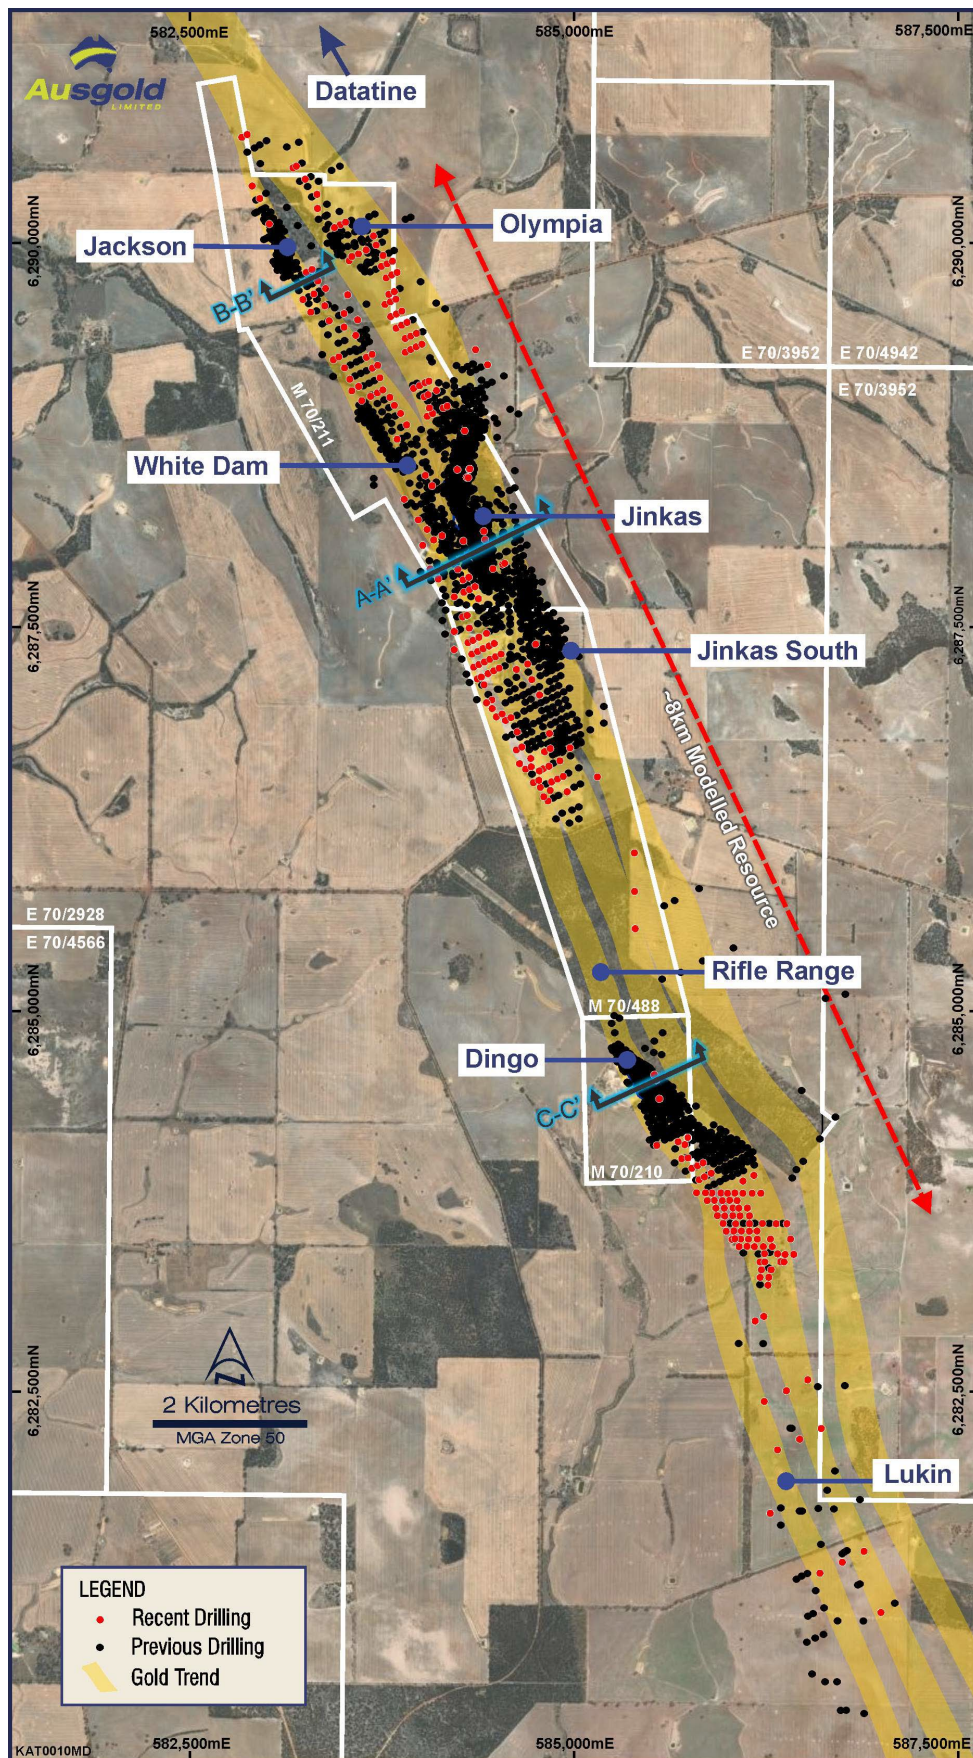 582,500mE
585,000mE
587,500mE
Ausgold
LIMITED
Datatine
Olympia
Jackson
6,290,000mN
6,290,000mN
B-B'
E 70/3952
E 70/4942
E 70/3952
M 70/211
White Dam
Jinkas
A-A'
6,287,500mN
6,287,500mN
Jinkas South
~8km Modelled Resource
E 70/2928
E 70/4566
Rifle Range
M 70/488
6,285,000mN
6,285,000mN
Dingo
C-C'
M 70/210
N
2 Kilometres
MGA Zone 50
6,282,500mN
6,282,500mN
Lukin
LEGEND
Recent Drilling
Previous Drilling
Gold Trend
KAT0010MD
582,500mE
585,000mE
587,500mE